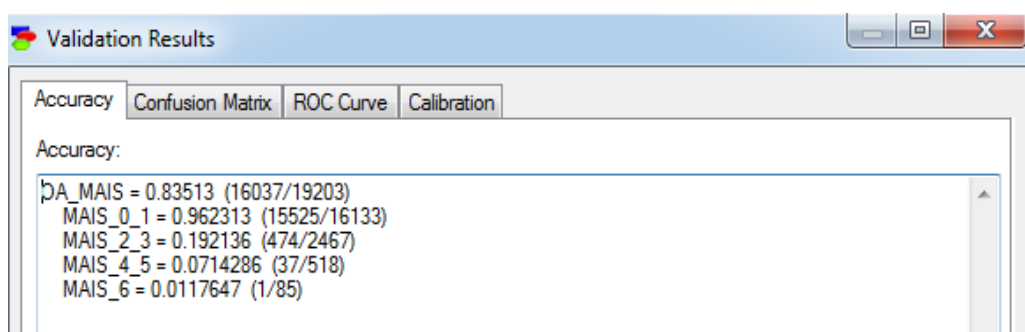 Validation Results
Accuracy Confusion Matrix ROC Curve Calibration
Accuracy:
OA_MAIS = 0.83513 (16037/19203)
MAIS_0_1 = 0.962313 (15525/16133)
MAIS_2_3 = 0.192136 (474/2467)
MAIS_4_5 = 0.0714286 (37/518)
MAIS_6 = 0.0117647 (1/85)